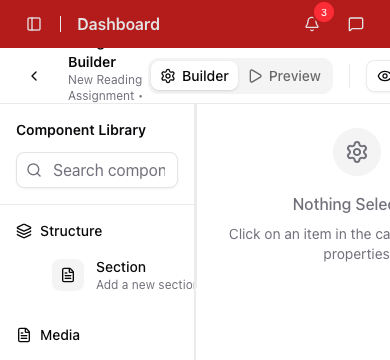 Dashboard
3
Builder
New Reading
Assignment •
Builder
Preview
Component Library
Search compon
Structure
Section
Add a new sectio
Media
Nothing Selec
Click on an item in the ca
properties